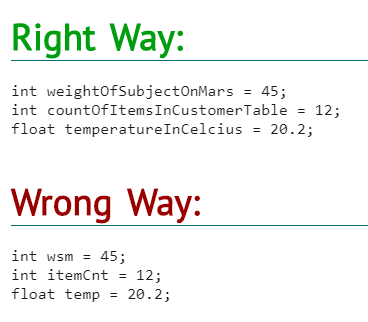 Right Way:
int weightOfSubjectOnMars = 45;
int countOfItemsInCustomerTable = 12;
float temperatureInCelcius = 20.2;
Wrong Way:
int wsm = 45;
int itemCnt = 12;
float temp = 20.2;